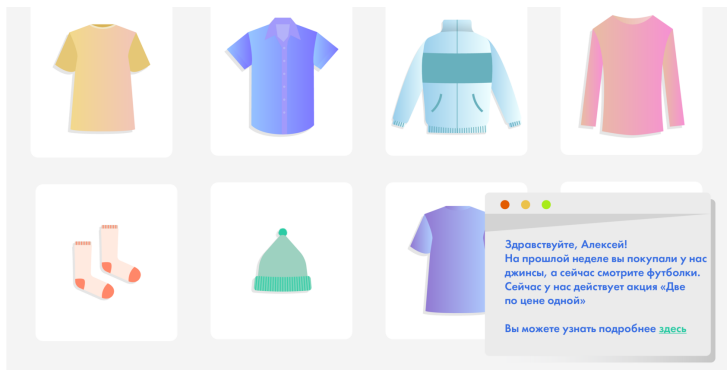 Здравствуйте, Алексей!
На прошлой неделе вы покупали у нас
джинсы, а сейчас смотрите футболки.
Сейчас у нас действует акция «Две
по цене одной»
Вы можете узнать подробнее здесь